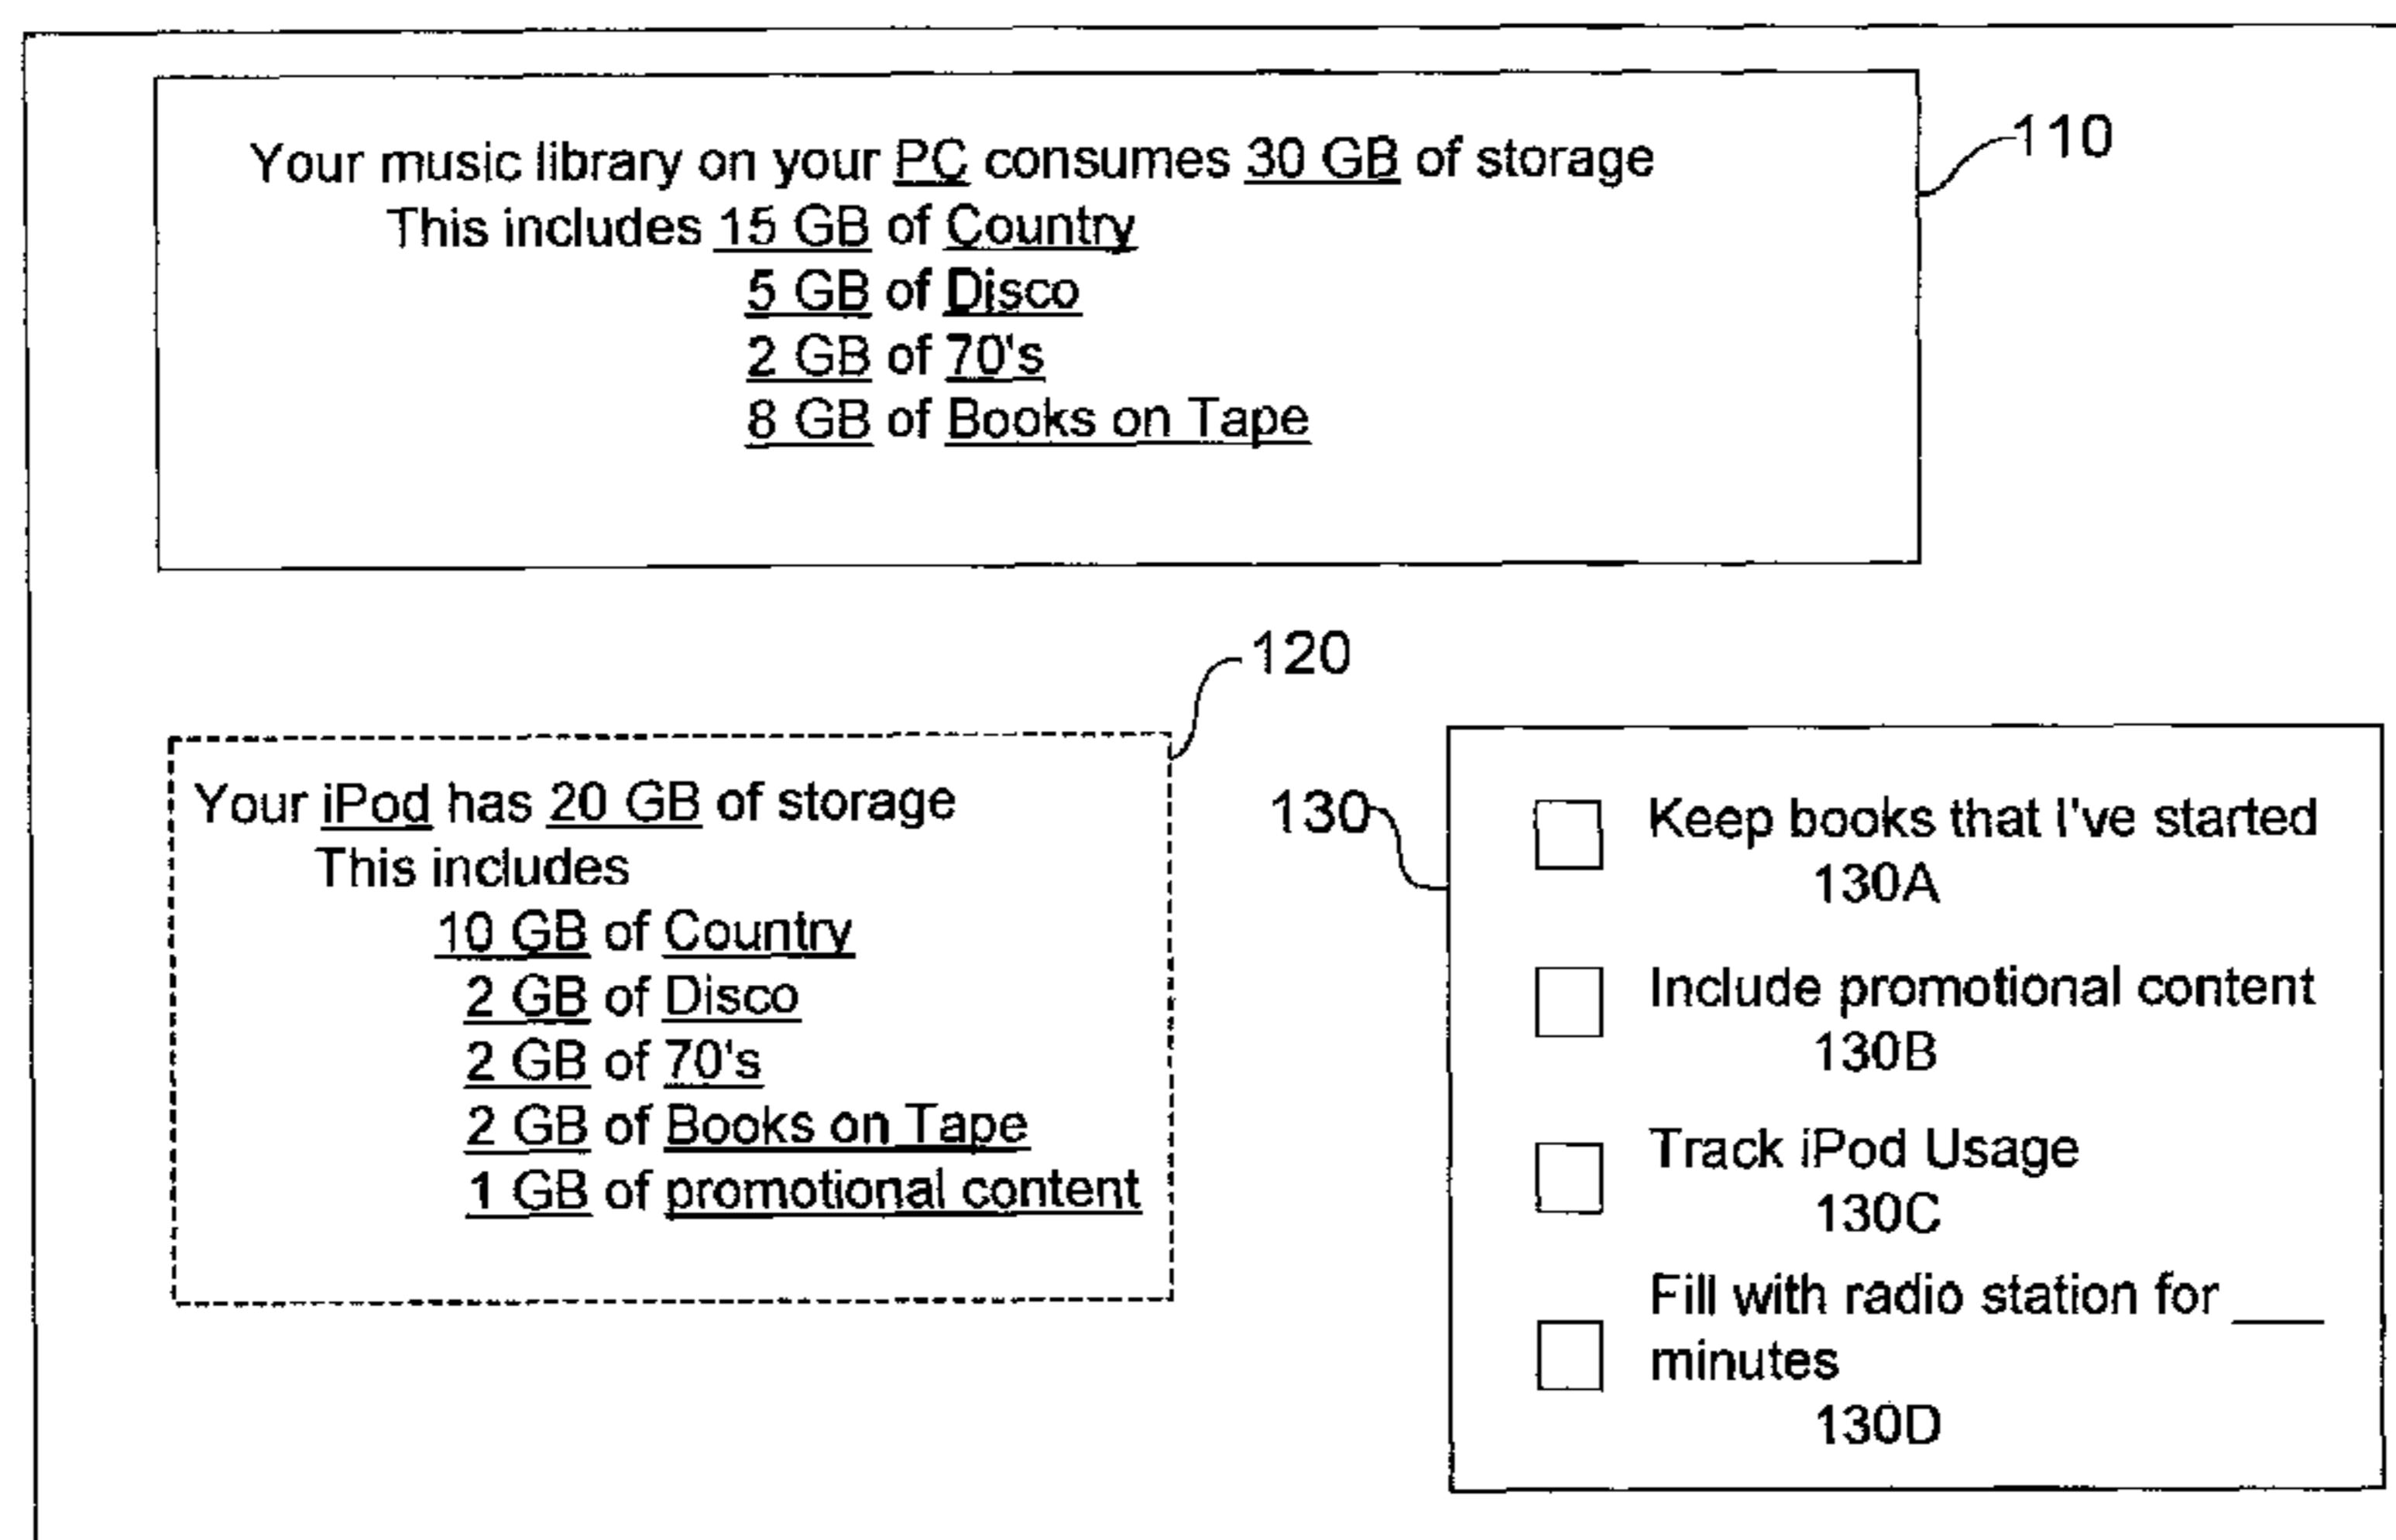 Your music library on your PC consumes 30 GB of storage
This includes 15 GB of Country
5 GB of Disco
2 GB of 70's
8 GB of Books on Tape
110
120
Your iPod has 20 GB of storage
This includes
10 GB of Country
2 GB of Disco
2 GB of 70's
2 GB of Books on Tape
1 GB of promotional content
130
Keep books that I've started
130A
Include promotional content
130B
Track iPod Usage
130C
Fill with radio station for ___
minutes
130D